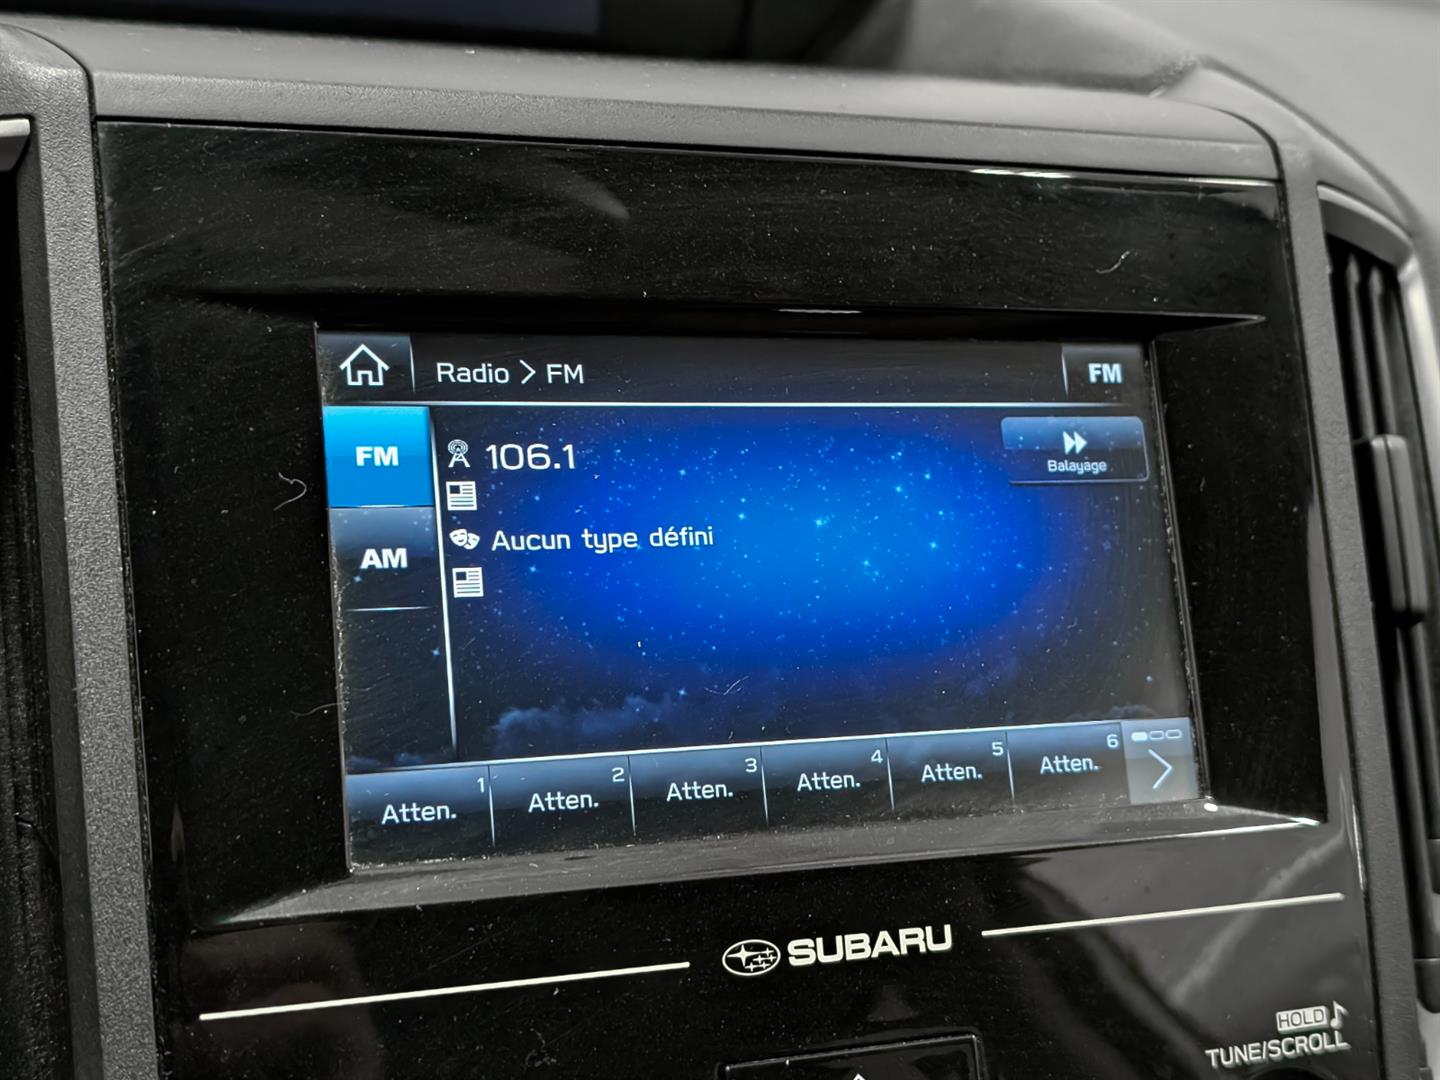 Radio > FM
FM
FM
106.1
Balayage
Aucun type défini
AM
1
Atten.
2
Atten.
3
Atten.
4
Atten.
5
Atten.
6
Atten.
SUBARU
HOLD
TUNE/SCROLL